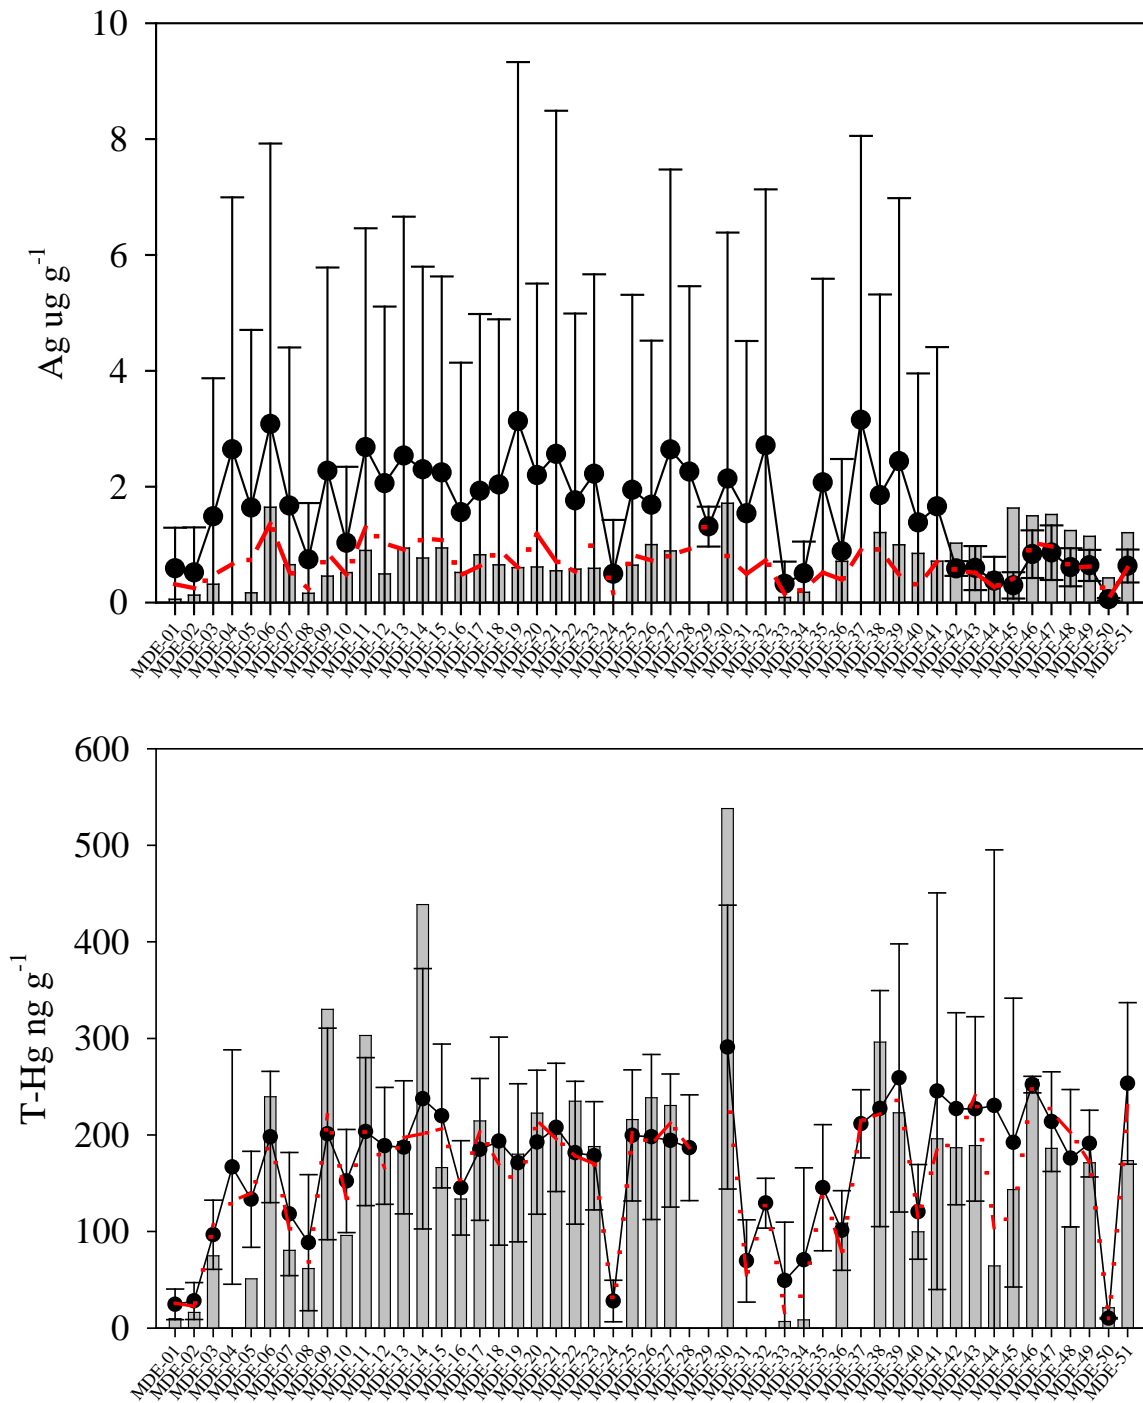 10
8
6
4
2
0
Ag ug g⁻¹
MDE-01
MDE-02
MDE-03
MDE-04
MDE-05
MDE-06
MDE-07
MDE-08
MDE-09
MDE-10
MDE-11
MDE-12
MDE-13
MDE-14
MDE-15
MDE-16
MDE-17
MDE-18
MDE-19
MDE-20
MDE-21
MDE-22
MDE-23
MDE-24
MDE-25
MDE-26
MDE-27
MDE-28
MDE-29
MDE-30
MDE-31
MDE-32
MDE-33
MDE-34
MDE-35
MDE-36
MDE-37
MDE-38
MDE-39
MDE-40
MDE-41
MDE-42
MDE-43
MDE-44
MDE-45
MDE-46
MDE-47
MDE-48
MDE-49
MDE-50
MDE-51
600
500
400
300
200
100
0
T-Hg ng g⁻¹
MDE-01
MDE-02
MDE-03
MDE-04
MDE-05
MDE-06
MDE-07
MDE-08
MDE-09
MDE-10
MDE-11
MDE-12
MDE-13
MDE-14
MDE-15
MDE-16
MDE-17
MDE-18
MDE-19
MDE-20
MDE-21
MDE-22
MDE-23
MDE-24
MDE-25
MDE-26
MDE-27
MDE-28
MDE-29
MDE-30
MDE-31
MDE-32
MDE-33
MDE-34
MDE-35
MDE-36
MDE-37
MDE-38
MDE-39
MDE-40
MDE-41
MDE-42
MDE-43
MDE-44
MDE-45
MDE-46
MDE-47
MDE-48
MDE-49
MDE-50
MDE-51